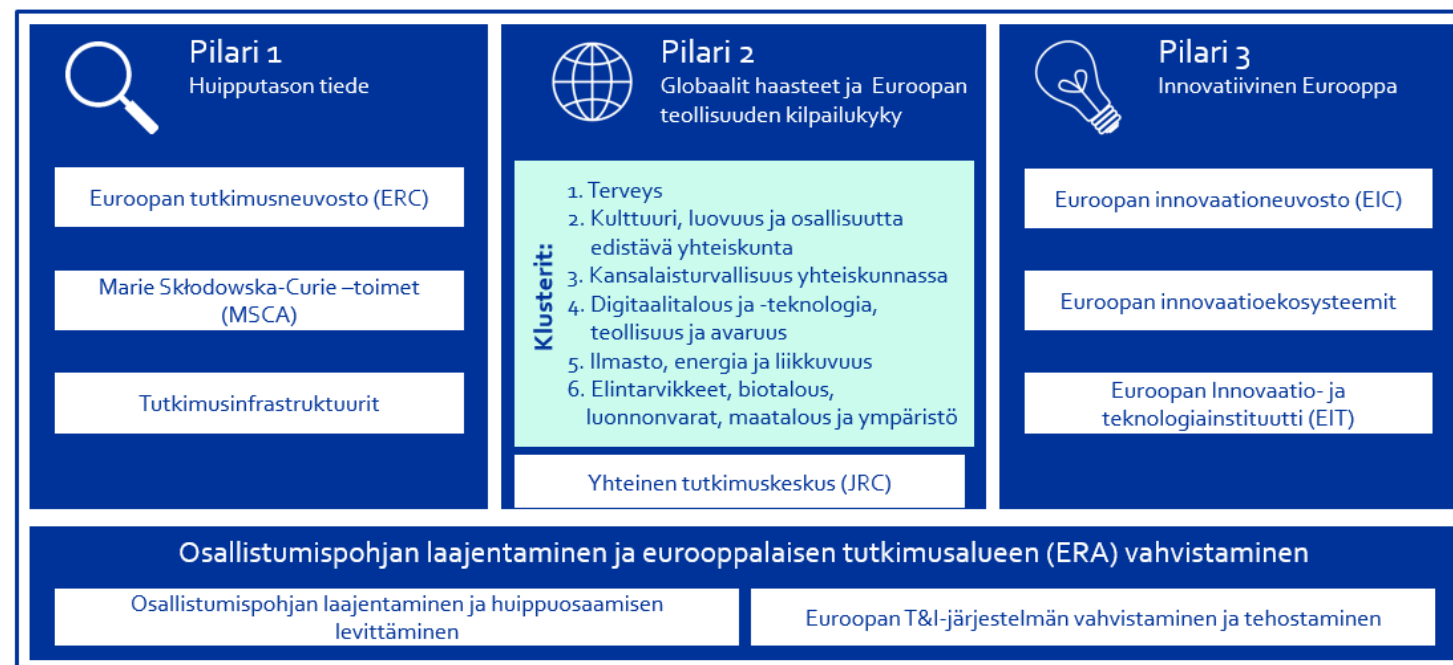 Pilari 1
Huipputason tiede
Euroopan tutkimusneuvosto (ERC)
Marie Skłodowska-Curie –toimet
(MSCA)
Tutkimusinfrastruktuurit
Pilari 2
Globaalit haasteet ja Euroopan
teollisuuden kilpailukyky
Klusterit:
1. Terveys
2. Kulttuuri, luovuus ja osallisuutta
edistävä yhteiskunta
3. Kansalaisturvallisuus yhteiskunnassa
4. Digitaalitalous ja -teknologia,
teollisuus ja avaruus
5. Ilmasto, energia ja liikkuvuus
6. Elintarvikkeet, biotalous,
luonnonvarat, maatalous ja ympäristö
Yhteinen tutkimuskeskus (JRC)
Pilari 3
Innovatiivinen Eurooppa
Euroopan innovaationeuvosto (EIC)
Euroopan innovaatioekosysteemit
Euroopan Innovaatio- ja
teknologiainstituutti (EIT)
Osallistumispohjan laajentaminen ja eurooppalaisen tutkimusalueen (ERA) vahvistaminen
Osallistumispohjan laajentaminen ja huippuosaamisen
levittäminen
Euroopan T&I-järjestelmän vahvistaminen ja tehostaminen